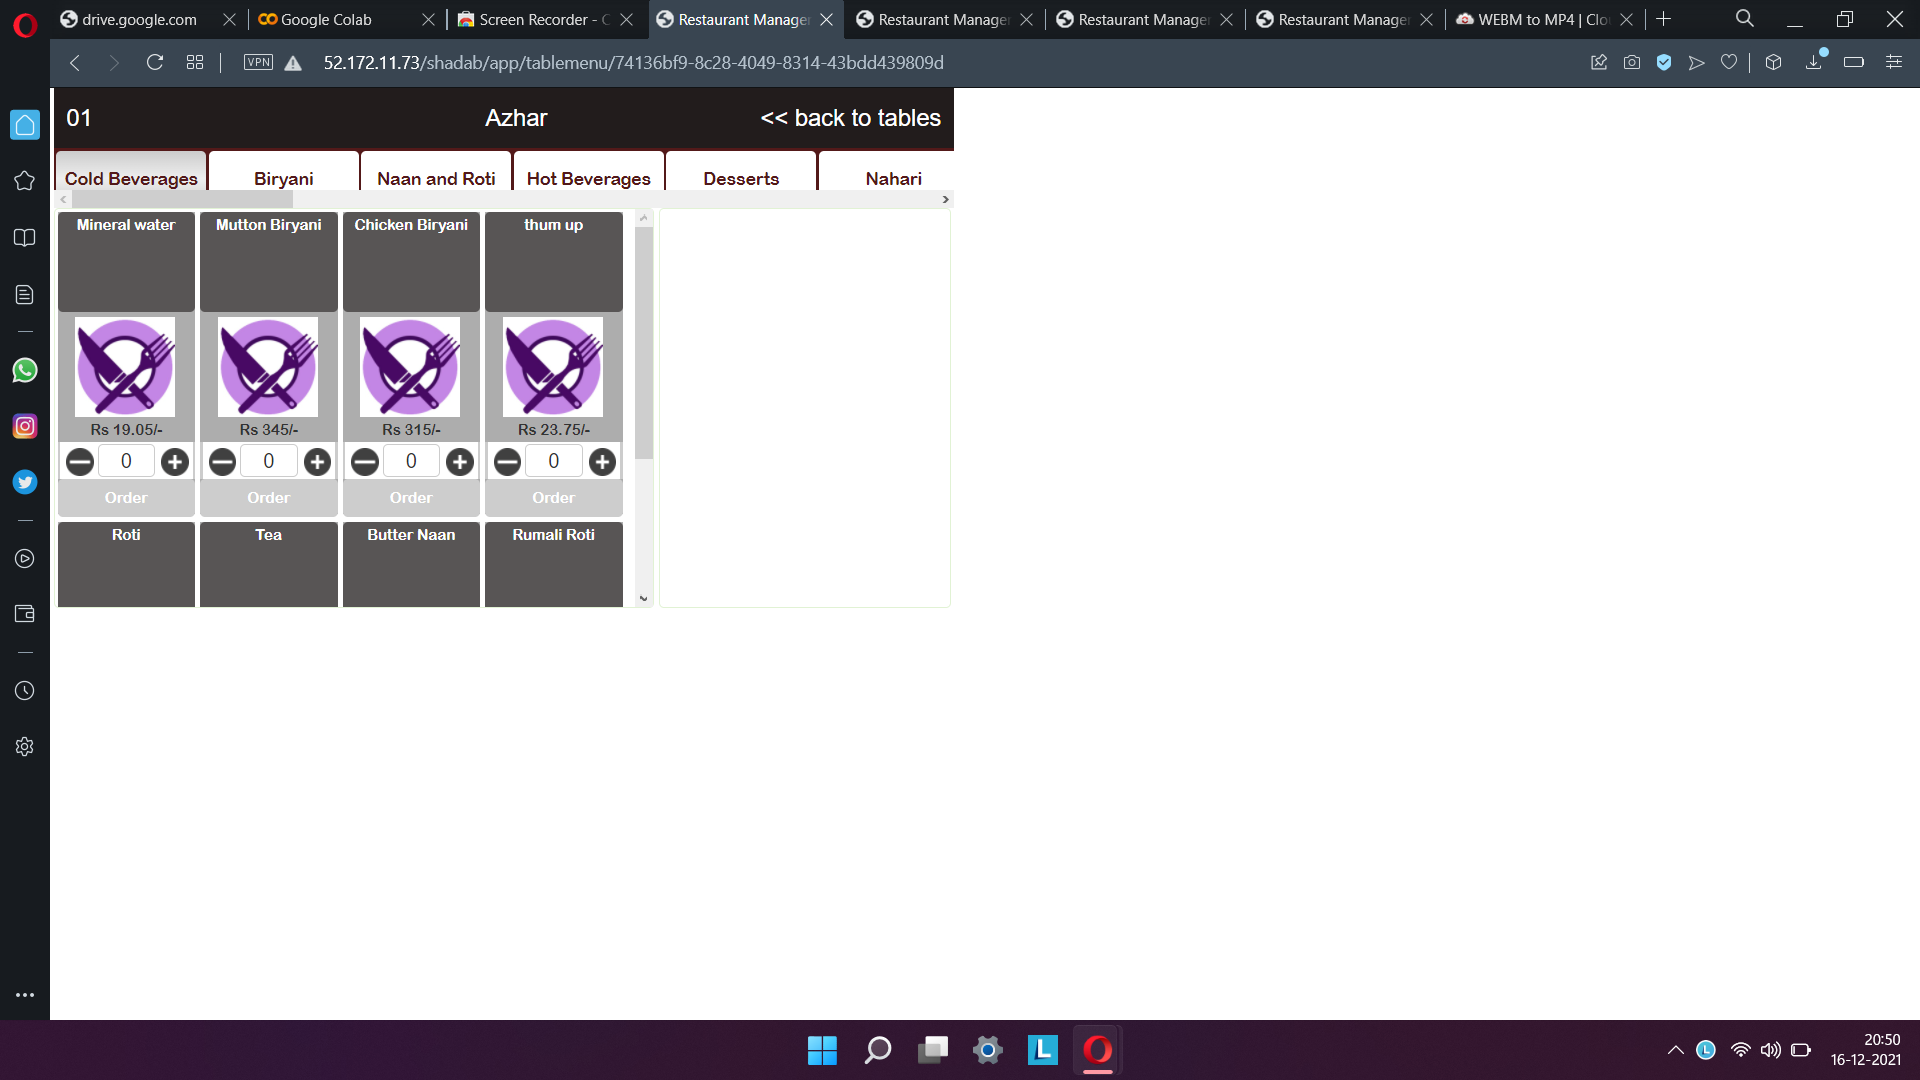 drive.google.com
Google Colab
Screen Recorder - C
Restaurant Manager
Restaurant Manager
Restaurant Manager
Restaurant Manager
WEBM to MP4 | Clo
VPN
52.172.11.73/shadab/app/tablemenu/74136bf9-8c28-4049-8314-43bdd439809d
01 Azhar << back to tables
Cold Beverages Biryani Naan and Roti Hot Beverages Desserts Nahari
Mineral water Mutton Biryani Chicken Biryani thum up
Rs 19.05/- Rs 345/- Rs 315/- Rs 23.75/-
0 0 0 0
Order Order Order Order
Roti Tea Butter Naan Rumali Roti
L
L
20:50
16-12-2021